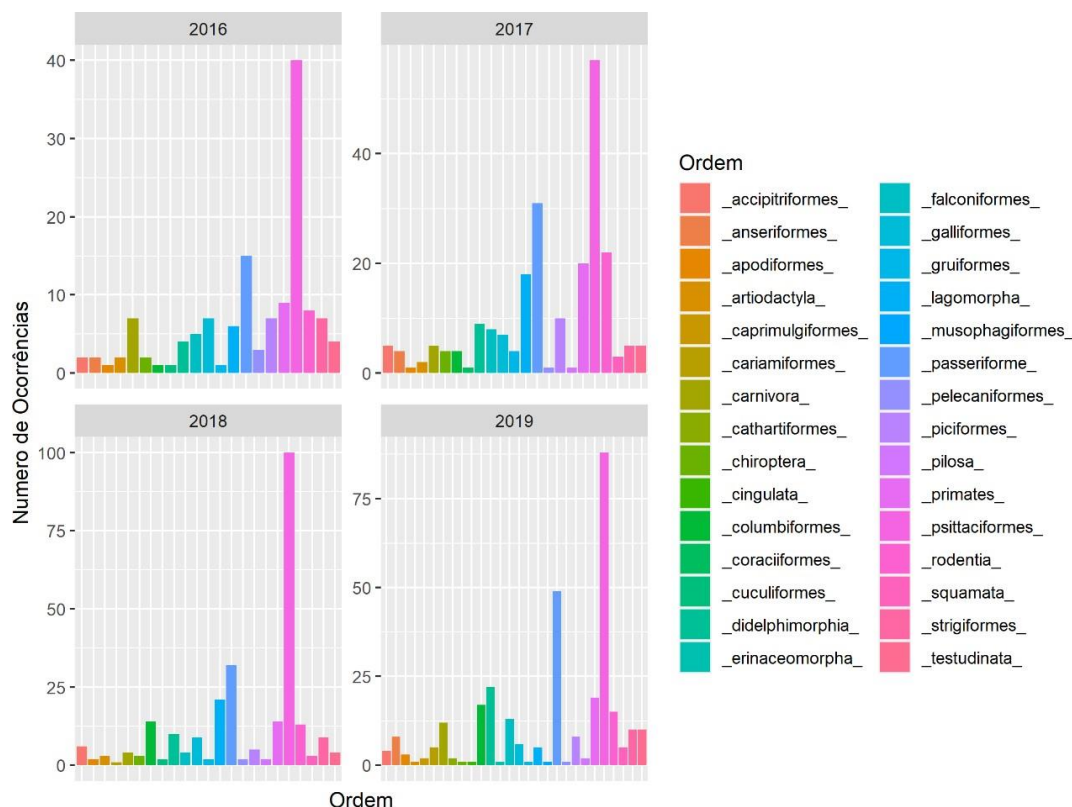 2016
2017
40
30
20
10
0
40
20
0
2018
2019
100
75
50
25
0
75
50
25
0
Numero de Ocorrências
Ordem
Ordem
_accipitriformes_
_anseriformes_
_apodiformes_
_artiodactyla_
_caprimulgiformes_
_cariamiformes_
_carnivora_
_cathartiformes_
_chiroptera_
_cingulata_
_columbiformes_
_coraciiformes_
_cuculiformes_
_didelphimorphia_
_erinaceomorpha_
_falconiformes_
_galliformes_
_gruiformes_
_lagomorpha_
_musophagiformes_
_passeriforme_
_pelecaniformes_
_piciformes_
_pilosa_
_primates_
_psittaciformes_
_rodentia_
_squamata_
_strigiformes_
_testudinata_